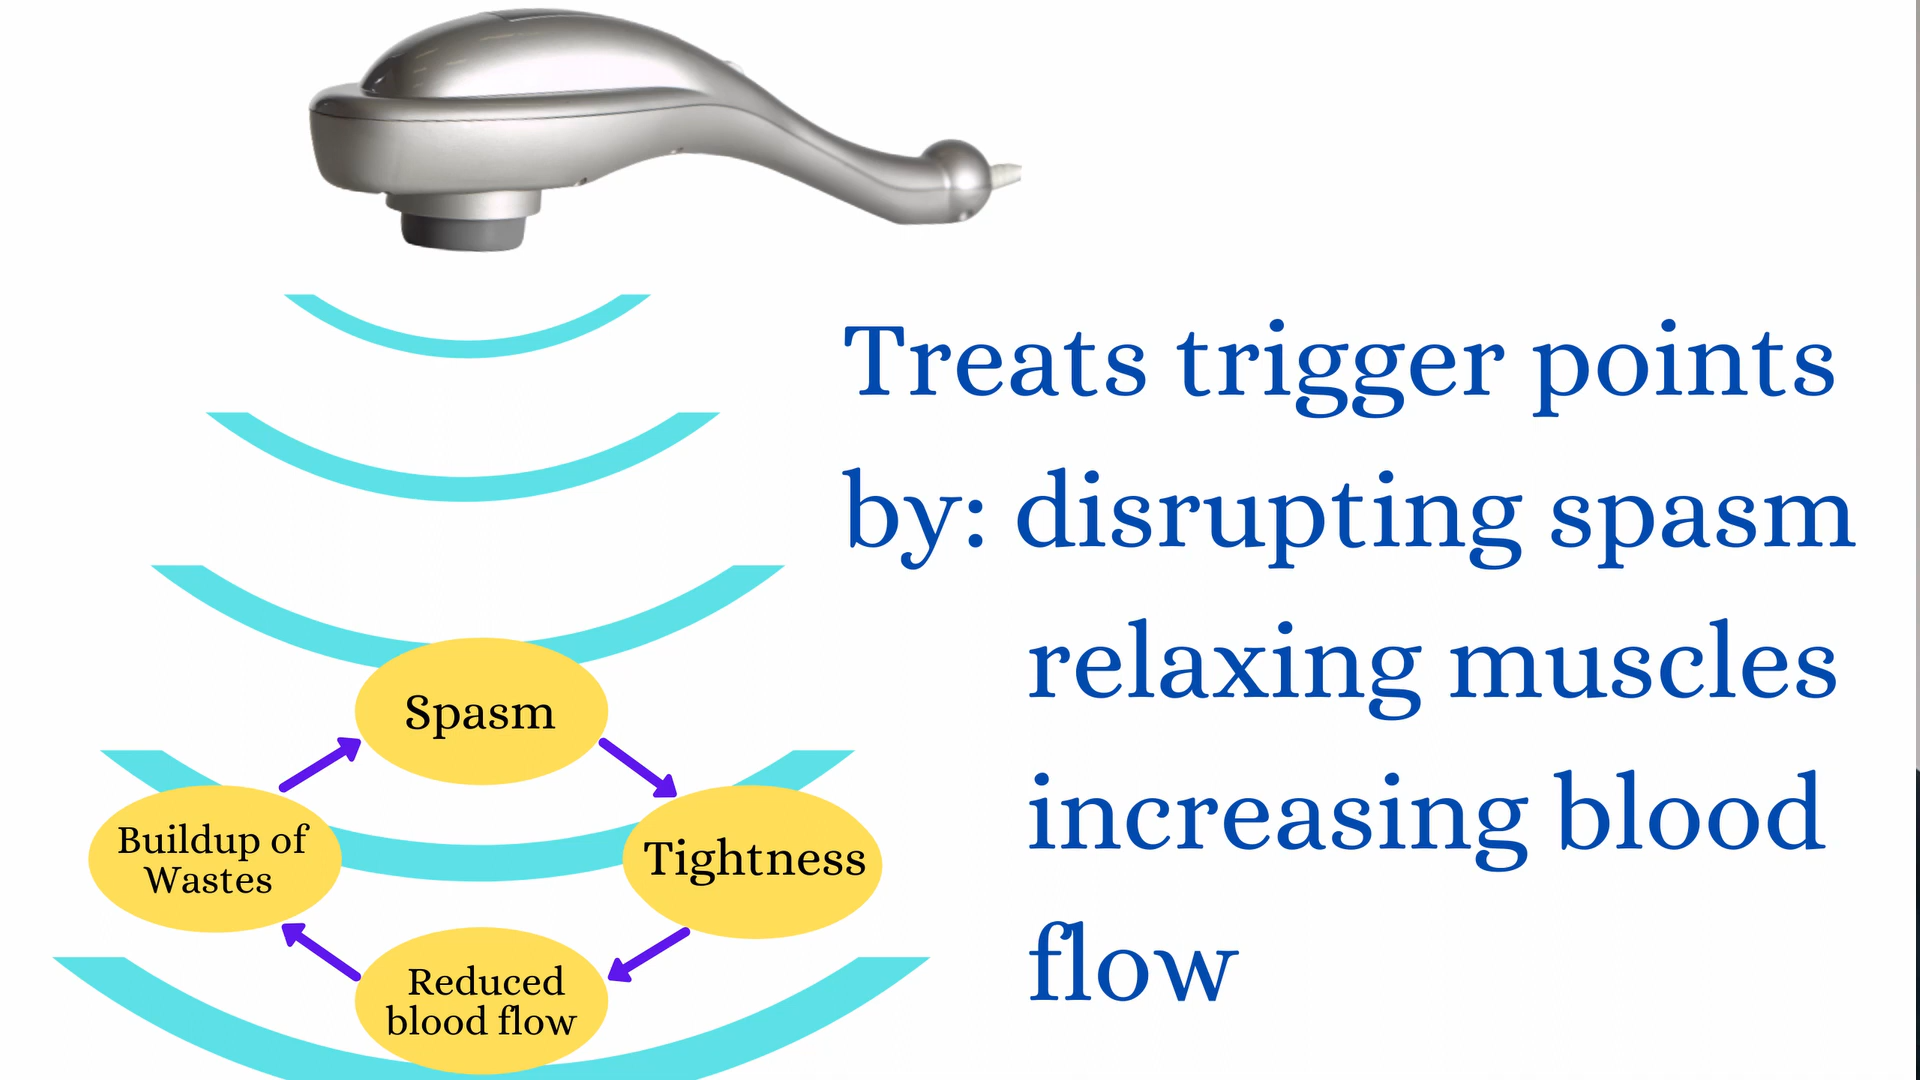 Treats trigger points
by: disrupting spasm
relaxing muscles
increasing blood
flow
Spasm
Tightness
Reduced
blood flow
Buildup of
Wastes